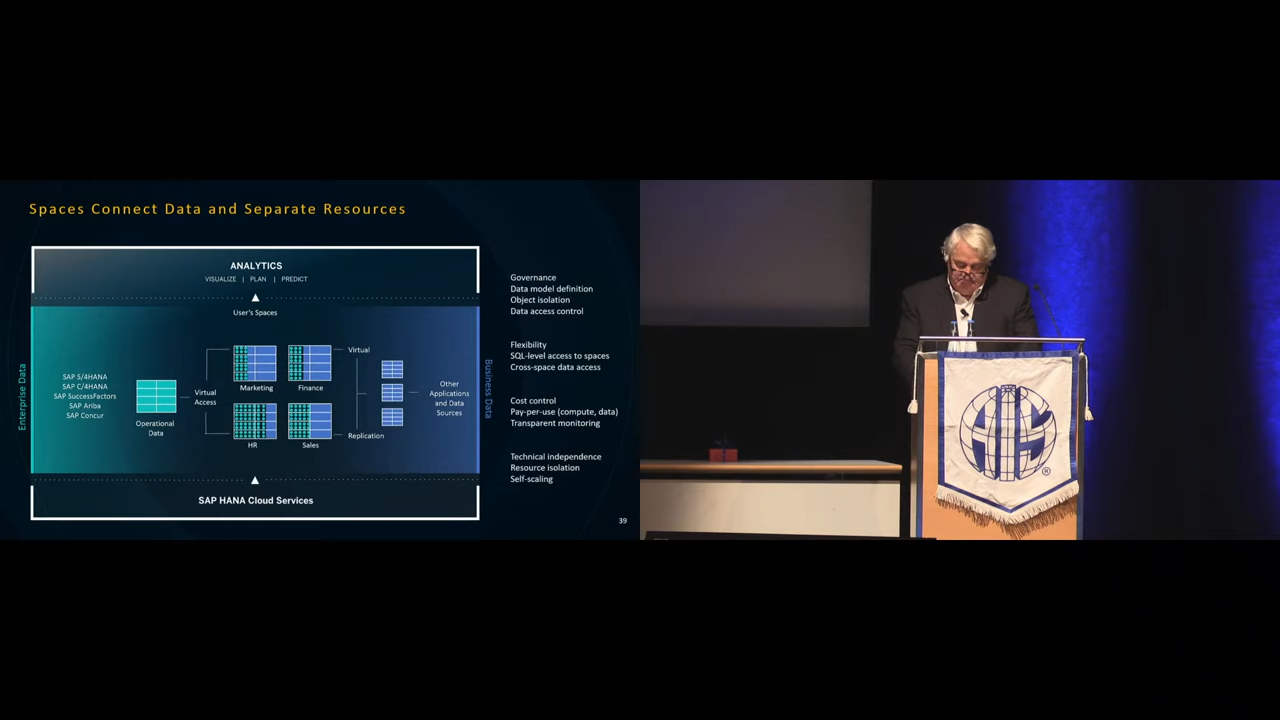 Spaces Connect Data and Separate Resources
ANALYTICS
VISUALIZE | PLAN | PREDICT
User's Spaces
Enterprise Data
SAP S/4HANA
SAP C/4HANA
SAP SuccessFactors
SAP Ariba
SAP Concur
Operational
Data
Virtual
Access
Marketing
Finance
HR
Sales
Virtual
Replication
Other
Applications
and Data
Sources
Business Data
SAP HANA Cloud Services
Governance
Data model definition
Object isolation
Data access control
Flexibility
SQL-level access to spaces
Cross-space data access
Cost control
Pay-per-use (compute, data)
Transparent monitoring
Technical independence
Resource isolation
Self-scaling
39
®